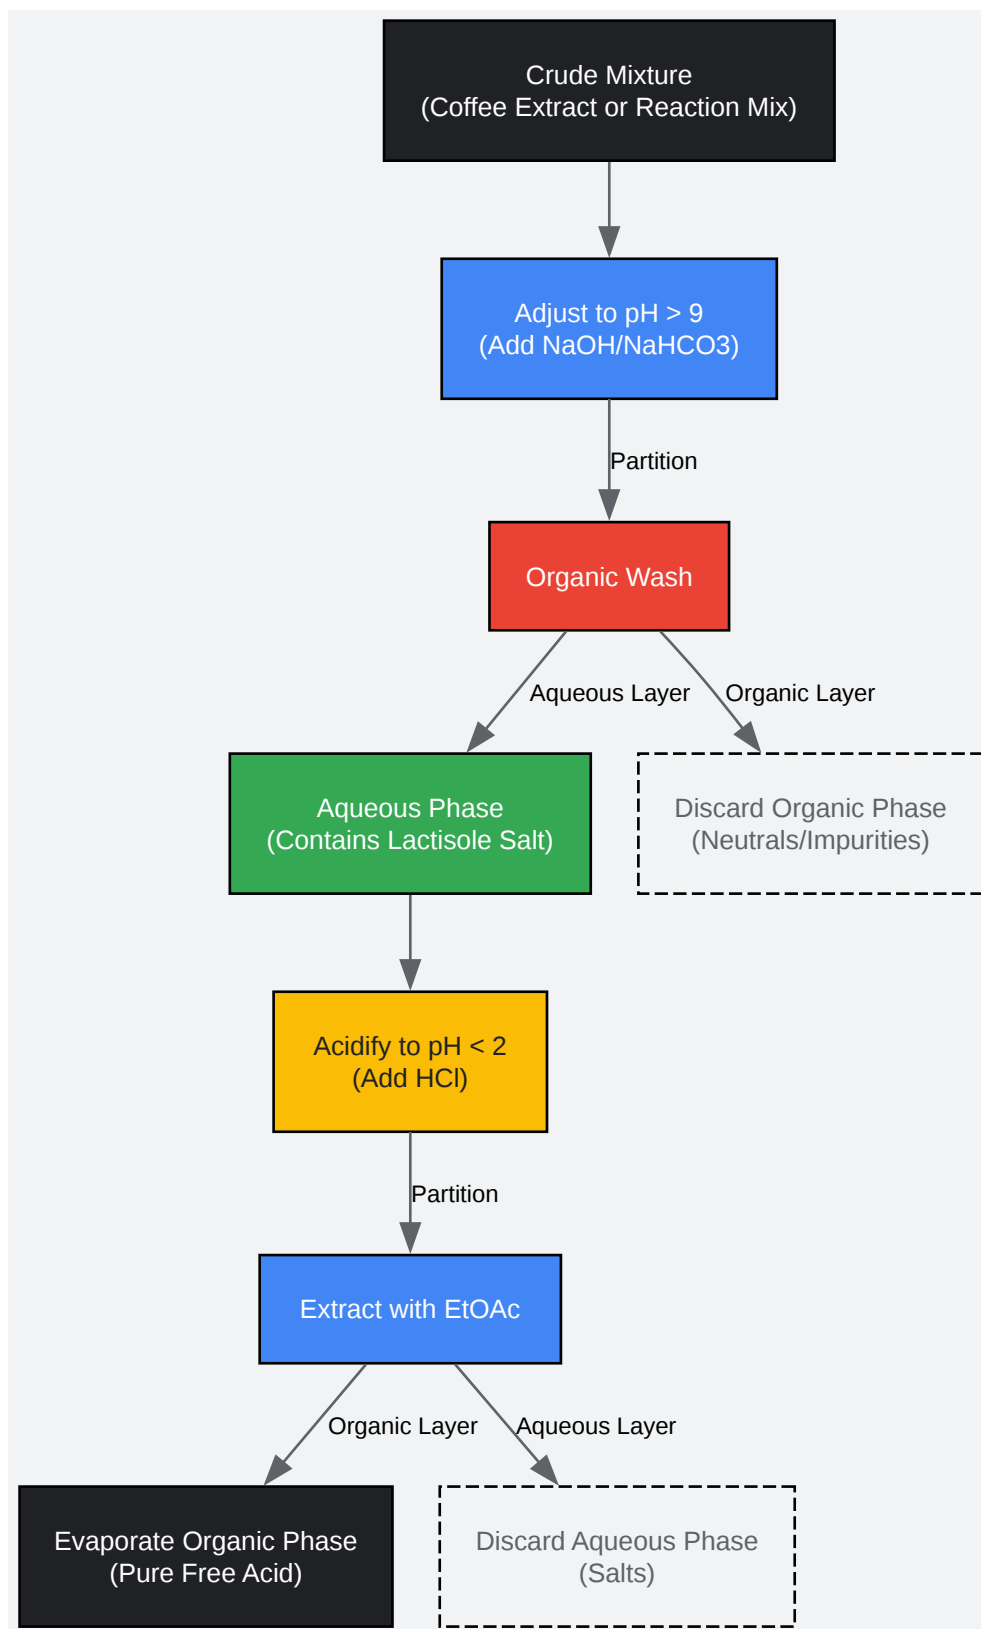 Crude Mixture
(Coffee Extract or Reaction Mix)
Adjust to pH > 9
(Add NaOH/NaHCO3)
Partition
Organic Wash
Aqueous Layer
Organic Layer
Aqueous Phase
(Contains Lactisole Salt)
Discard Organic Phase
(Neutrals/Impurities)
Acidify to pH < 2
(Add HCl)
Partition
Extract with EtOAc
Organic Layer
Aqueous Layer
Evaporate Organic Phase
(Pure Free Acid)
Discard Aqueous Phase
(Salts)